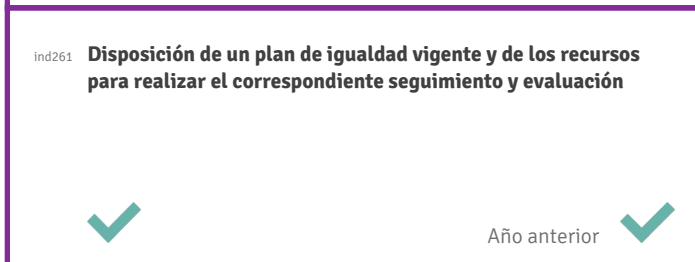 ind261 Disposición de un plan de igualdad vigente y de los recursos
para realizar el correspondiente seguimiento y evaluación
Año anterior